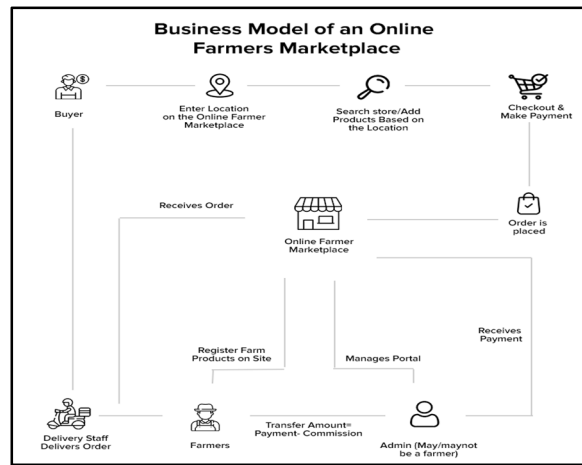 Business Model of an Online
Farmers Marketplace
Buyer
Enter Location
on the Online Farmer
Marketplace
Search store/Add
Products Based on
the Location
Checkout &
Make Payment
Receives Order
Online Farmer
Marketplace
Order is
placed
Register Farm
Products on Site
Manages Portal
Receives
Payment
Delivery Staff
Delivers Order
Farmers
Transfer Amount=
Payment- Commission
Admin (May/maynot
be a farmer)